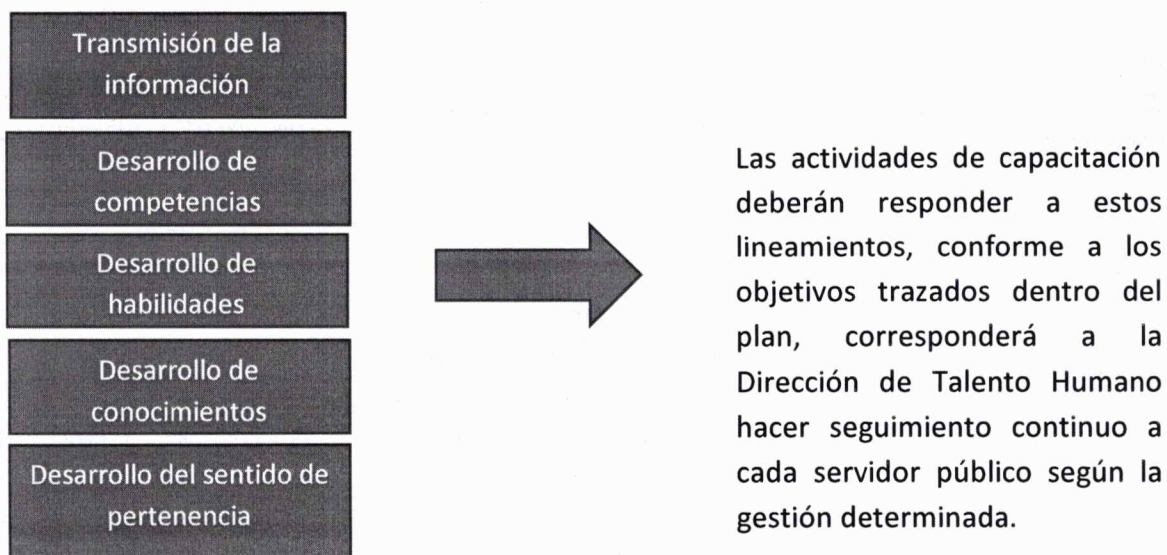 Transmisión de la
información
Desarrollo de
competencias
Desarrollo de
habilidades
Desarrollo de
conocimientos
Desarrollo del sentido de
pertenencia
Las actividades de capacitación
deberán responder a estos
lineamientos, conforme a los
objetivos trazados dentro del
plan, corresponderá a la
Dirección de Talento Humano
hacer seguimiento continuo a
cada servidor público según la
gestión determinada.